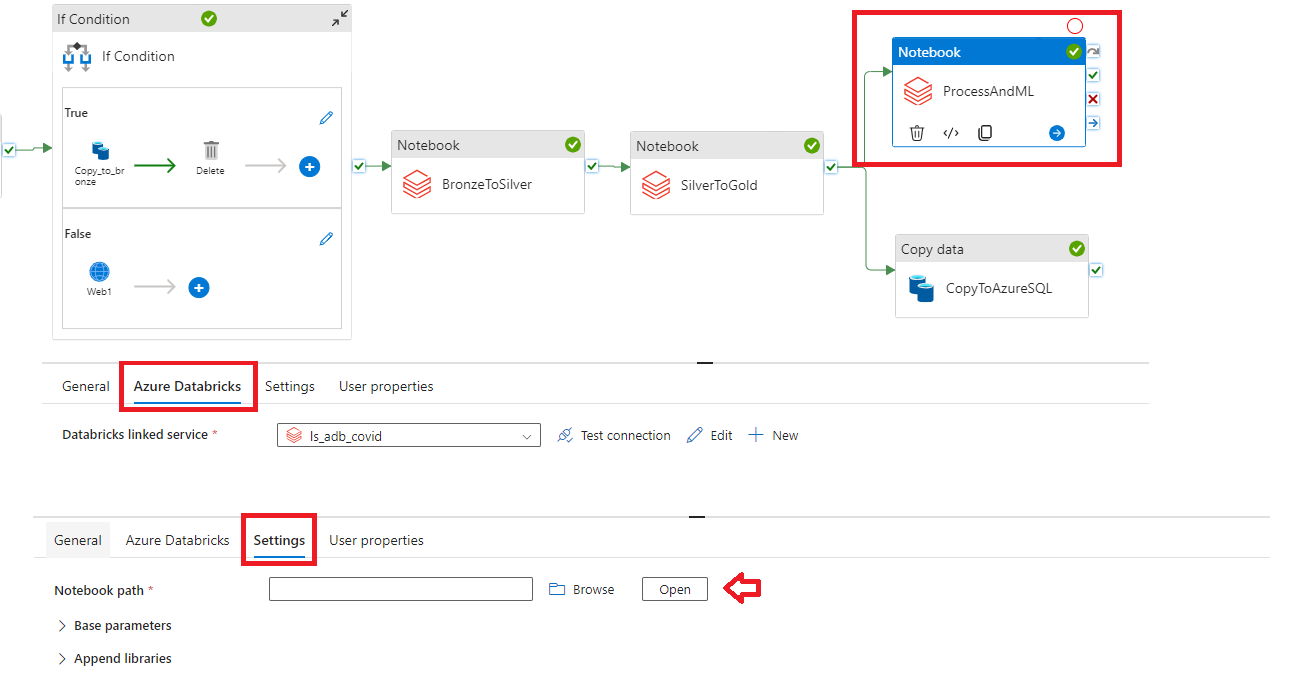 If Condition
If Condition
True
Copy_to_br
onze
Delete
False
Web1
Notebook
BronzeToSilver
Notebook
SilverToGold
Notebook
ProcessAndML
Copy data
CopyToAzureSQL
General
Azure Databricks
Settings
User properties
Databricks linked service *
ls_adb_covid
Test connection
Edit
New
General
Azure Databricks
Settings
User properties
Notebook path *
Browse
Open
Base parameters
Append libraries